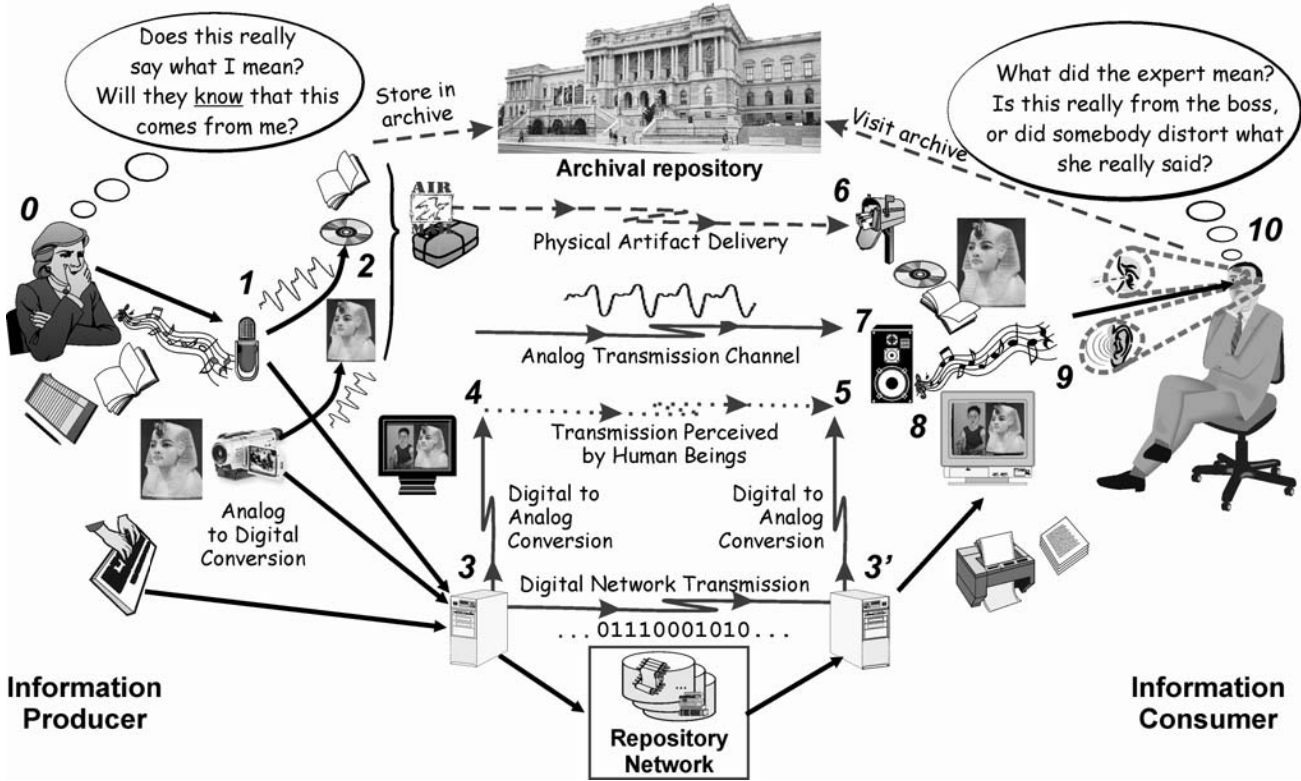 Does this really
say what I mean?
Will they know that this
comes from me?
Store in
archive
Archival repository
Visit archive
What did the expert mean?
Is this really from the boss,
or did somebody distort what
she really said?
0
1
2
AIR
Physical Artifact Delivery
6
10
Analog Transmission Channel
7
9
4
Transmission Perceived
by Human Beings
5
8
Analog
to Digital
Conversion
Digital to
Analog
Conversion
Digital to
Analog
Conversion
3
Digital Network Transmission
3'
...01110001010...
Repository
Network
Information
Producer
Information
Consumer